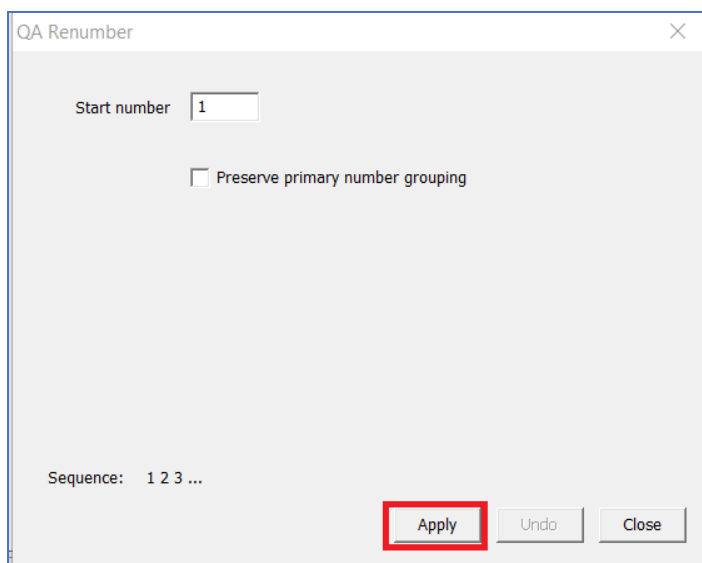 QA Renumber
Start number 1
Preserve primary number grouping
Sequence: 1 2 3 ...
Apply Undo Close